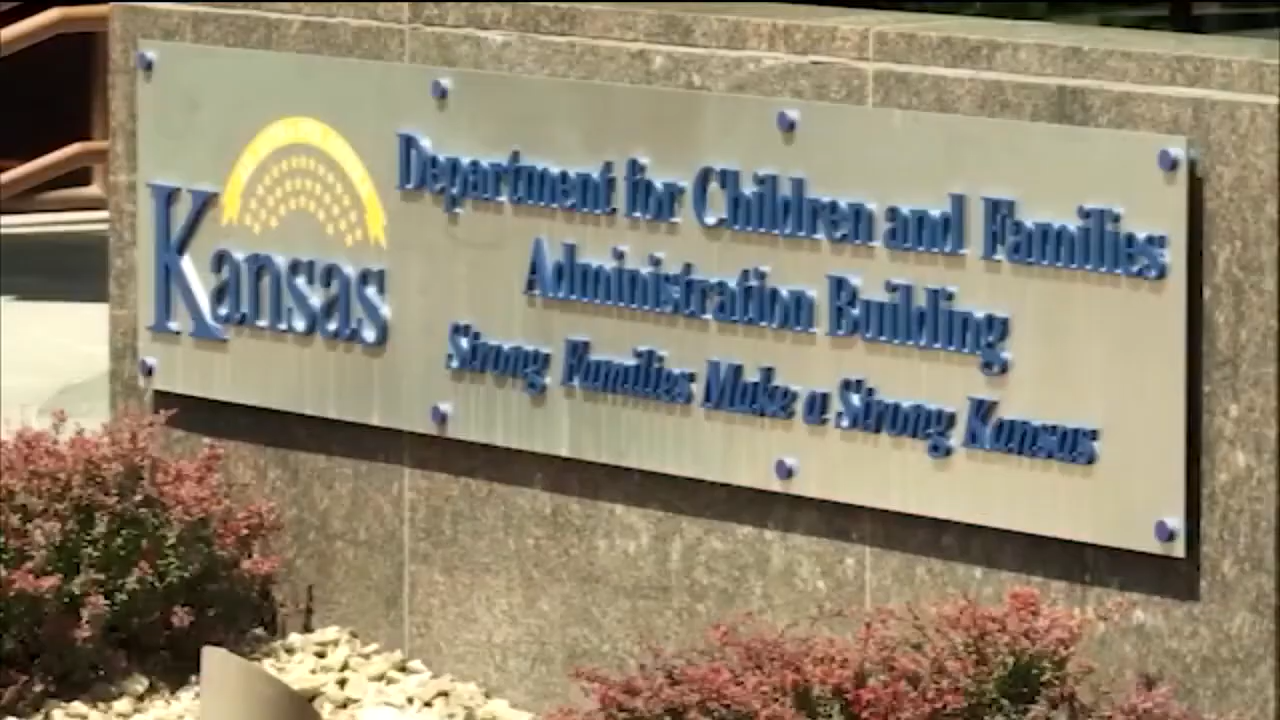 Kansas
Department for Children and Families
Administration Building
Strong Families Make a Strong Kansas